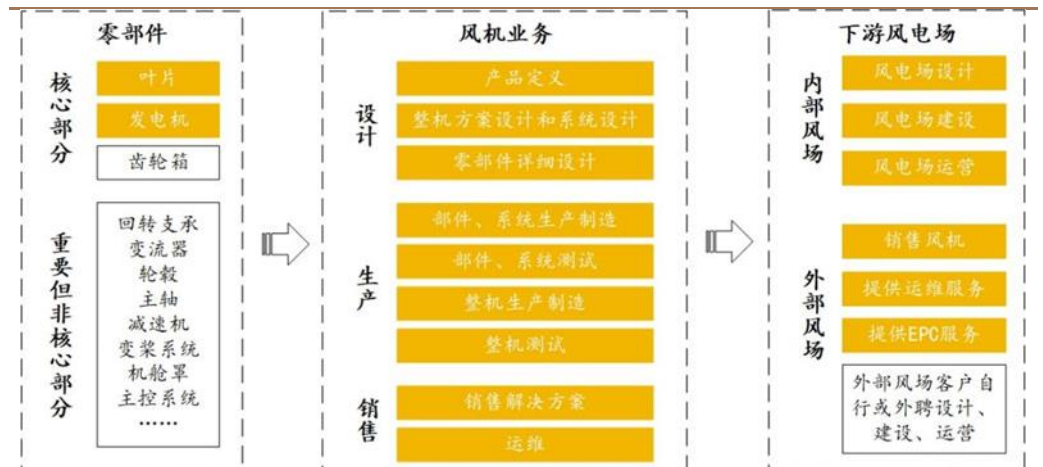 零部件
核心部分
叶片
发电机
齿轮箱
重要但非核心部分
回转支承
变流器
轮毂
主轴
减速机
变桨系统
机舱罩
主控系统
……
风机业务
设计
产品定义
整机方案设计和系统设计
零部件详细设计
生产
部件、系统生产制造
部件、系统测试
整机生产制造
整机测试
销售
销售解决方案
运维
下游风电场
内部风场
风电场设计
风电场建设
风电场运营
外部风场
销售风机
提供运维服务
提供EPC服务
外部风场客户自
行或外聘设计、
建设、运营